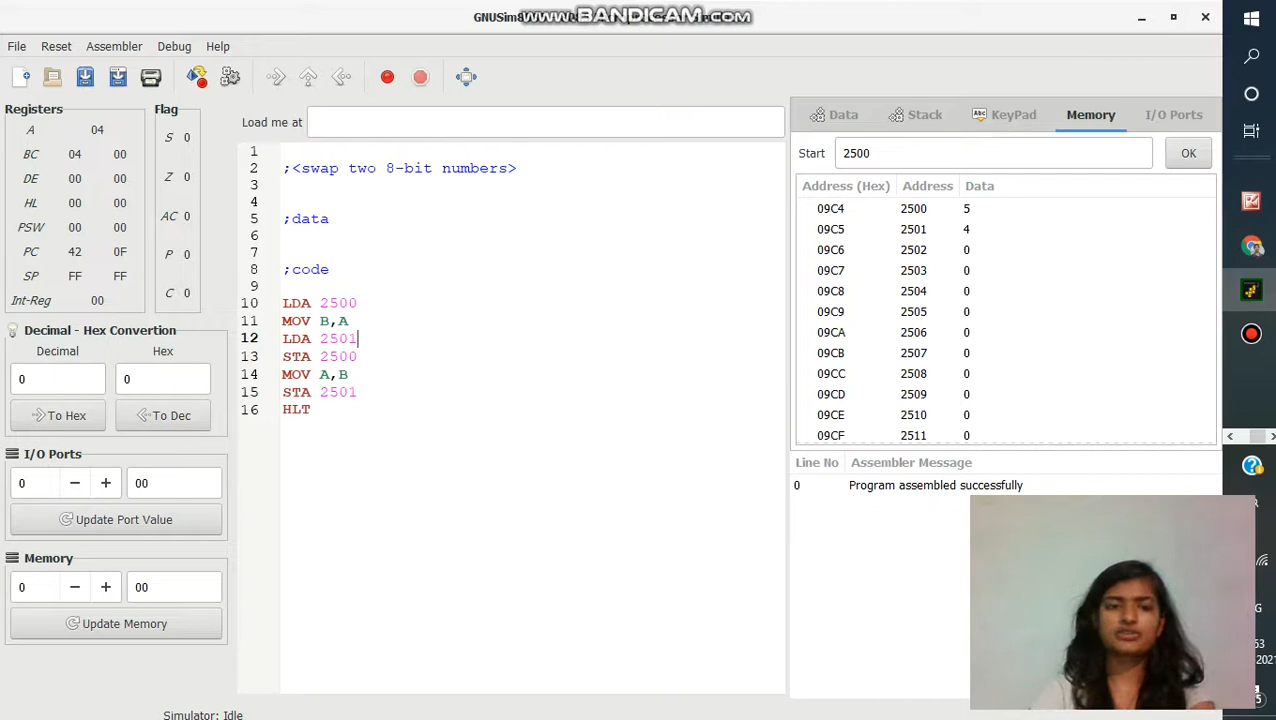 GNUSim8
www.BANDICAM.com
File Reset Assembler Debug Help
Registers
Flag
A 04
BC 04 00
DE 00 00
HL 00 00
PSW 00 00
PC 42 0F
SP FF FF
Int-Reg 00
S 0
Z 0
AC 0
P 0
C 0
Decimal - Hex Convertion
Decimal Hex
0 0
To Hex To Dec
I/O Ports
0 − + 00
Update Port Value
Memory
0 − + 00
Update Memory
Load me at
1
2 ;<swap two 8-bit numbers>
3
4
5 ;data
6
7
8 ;code
9
10 LDA 2500
11 MOV B,A
12 LDA 2501
13 STA 2500
14 MOV A,B
15 STA 2501
16 HLT
Simulator: Idle
Data Stack Abc KeyPad Memory I/O Ports
Start 2500 OK
Address (Hex) Address Data
09C4 2500 5
09C5 2501 4
09C6 2502 0
09C7 2503 0
09C8 2504 0
09C9 2505 0
09CA 2506 0
09CB 2507 0
09CC 2508 0
09CD 2509 0
09CE 2510 0
09CF 2511 0
Line No Assembler Message
0 Program assembled successfully